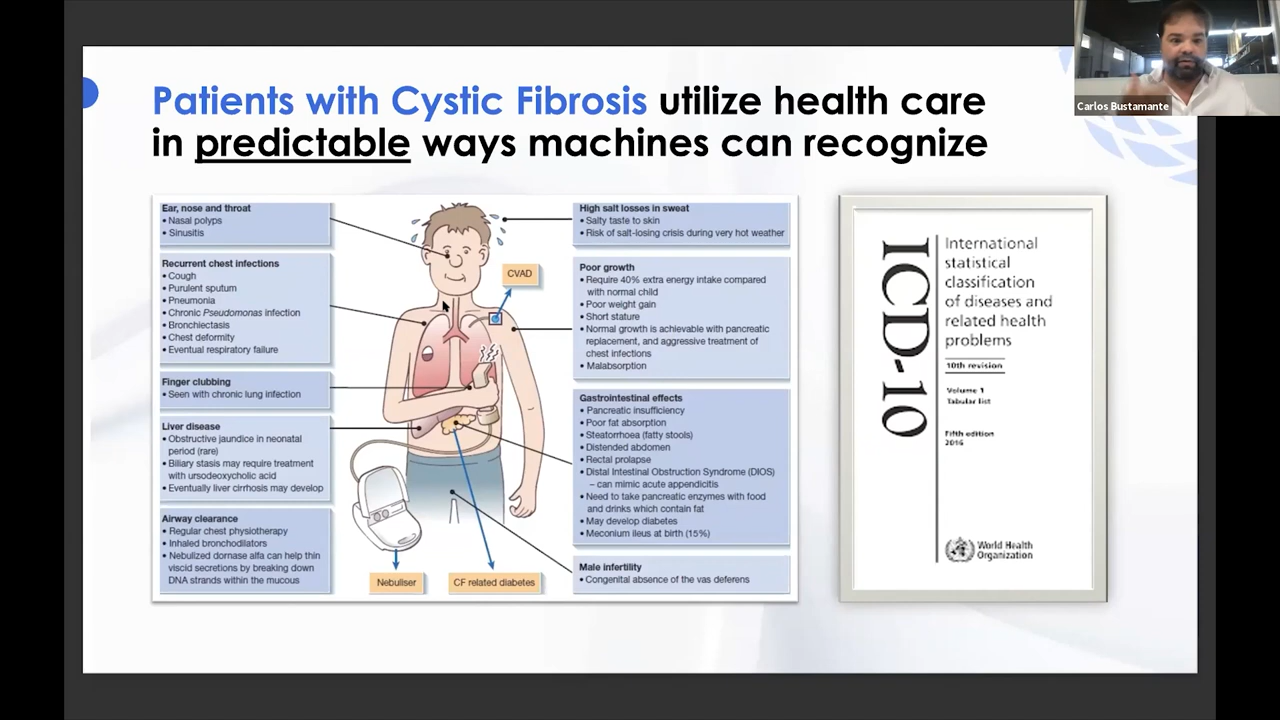 Carlos Bustamante
Patients with Cystic Fibrosis utilize health care
in predictable ways machines can recognize
Ear, nose and throat
• Nasal polyps
• Sinusitis
Recurrent chest infections
• Cough
• Purulent sputum
• Pneumonia
• Chronic Pseudomonas infection
• Bronchiectasis
• Chest deformity
• Eventual respiratory failure
Finger clubbing
• Seen with chronic lung infection
Liver disease
• Obstructive jaundice in neonatal
period (rare)
• Biliary stasis may require treatment
with ursodeoxycholic acid
• Eventually liver cirrhosis may develop
Airway clearance
• Regular chest physiotherapy
• Inhaled bronchodilators
• Nebulized dornase alfa can help thin
viscid secretions by breaking down
DNA strands within the mucous
CVAD
Nebuliser
CF related diabetes
High salt losses in sweat
• Salty taste to skin
• Risk of salt-losing crisis during very hot weather
Poor growth
• Require 40% extra energy intake compared
with normal child
• Poor weight gain
• Short stature
• Normal growth is achievable with pancreatic
replacement, and aggressive treatment of
chest infections
• Malabsorption
Gastrointestinal effects
• Pancreatic insufficiency
• Poor fat absorption
• Steatorrhoea (fatty stools)
• Distended abdomen
• Rectal prolapse
• Distal Intestinal Obstruction Syndrome (DIOS)
– can mimic acute appendicitis
• Need to take pancreatic enzymes with food
and drinks which contain fat
• May develop diabetes
• Meconium ileus at birth (15%)
Male infertility
• Congenital absence of the vas deferens
ICD-10
International
statistical
classification
of diseases and
related health
problems
10th revision
Volume 1
Tabular list
Fifth edition
2016
World Health
Organization